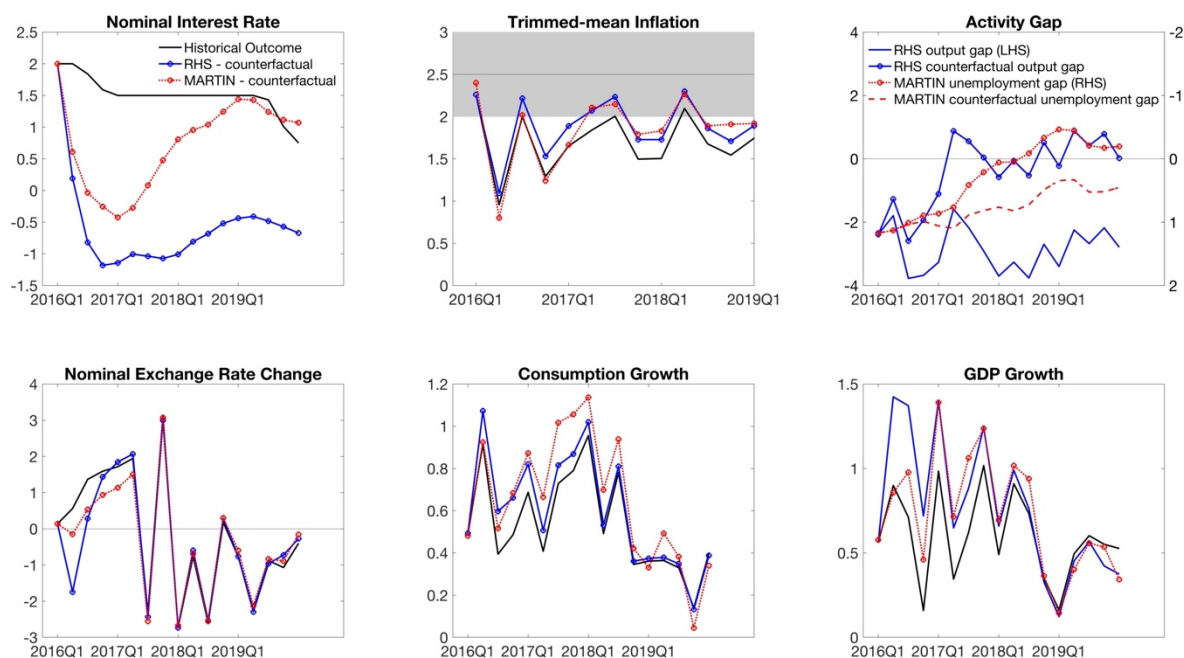 Nominal Interest Rate
2.5
2
1.5
1
0.5
0
-0.5
-1
-1.5
2016Q1 2017Q1 2018Q1 2019Q1
Historical Outcome
RHS - counterfactual
MARTIN - counterfactual
Trimmed-mean Inflation
3
2.5
2
1.5
1
0.5
0
2016Q1 2017Q1 2018Q1 2019Q1
Activity Gap
4
2
0
-2
-4
-2
-1
0
1
2
2016Q1 2017Q1 2018Q1 2019Q1
RHS output gap (LHS)
RHS counterfactual output gap
MARTIN unemployment gap (RHS)
MARTIN counterfactual unemployment gap
Nominal Exchange Rate Change
4
3
2
1
0
-1
-2
-3
2016Q1 2017Q1 2018Q1 2019Q1
Consumption Growth
1.2
1
0.8
0.6
0.4
0.2
0
2016Q1 2017Q1 2018Q1 2019Q1
GDP Growth
1.5
1
0.5
0
2016Q1 2017Q1 2018Q1 2019Q1